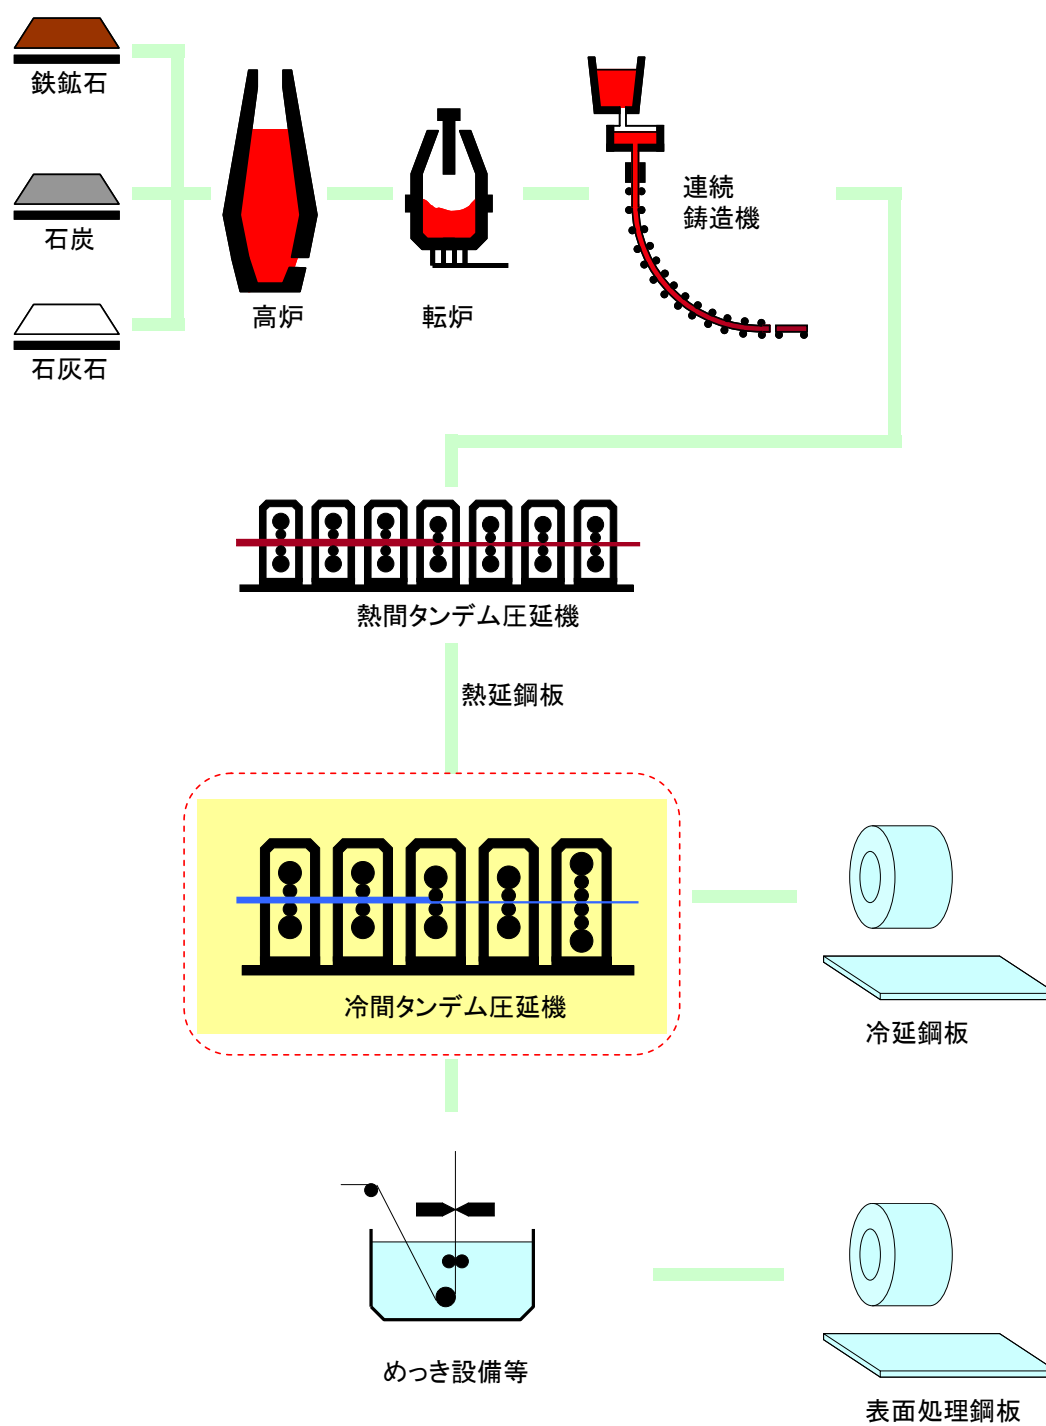 鉄鉱石
石炭
石灰石
高炉
転炉
連続
鋳造機
熱間タンデム圧延機
熱延鋼板
冷間タンデム圧延機
冷延鋼板
めっき設備等
表面処理鋼板